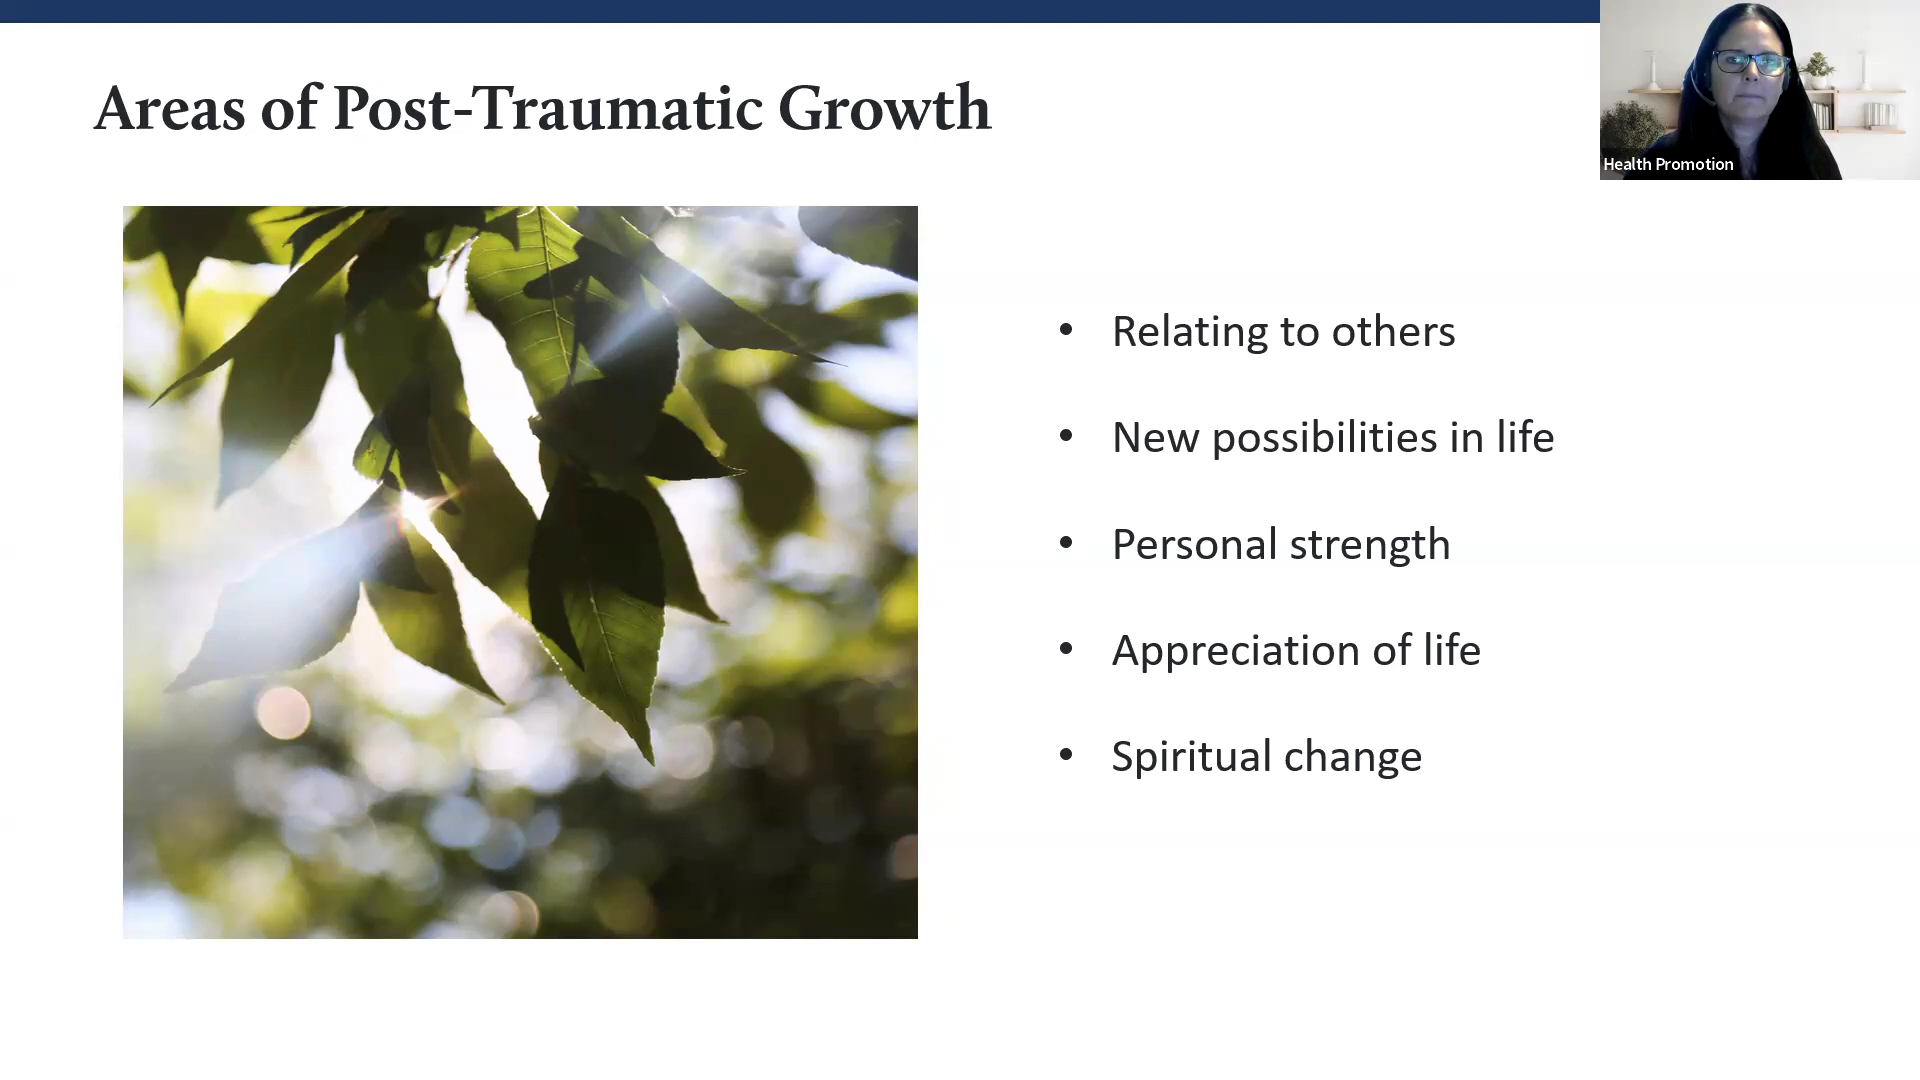 Areas of Post-Traumatic Growth
Health Promotion
• Relating to others
• New possibilities in life
• Personal strength
• Appreciation of life
• Spiritual change